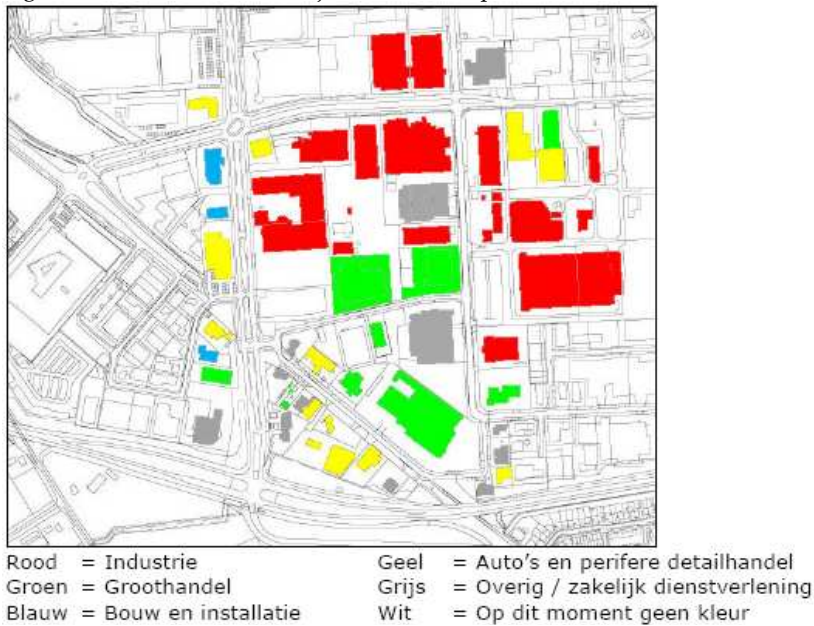 Rood = Industrie
Groen = Groothandel
Blauw = Bouw en installatie
Geel = Auto's en perifere detailhandel
Grijs = Overig / zakelijk dienstverlening
Wit = Op dit moment geen kleur